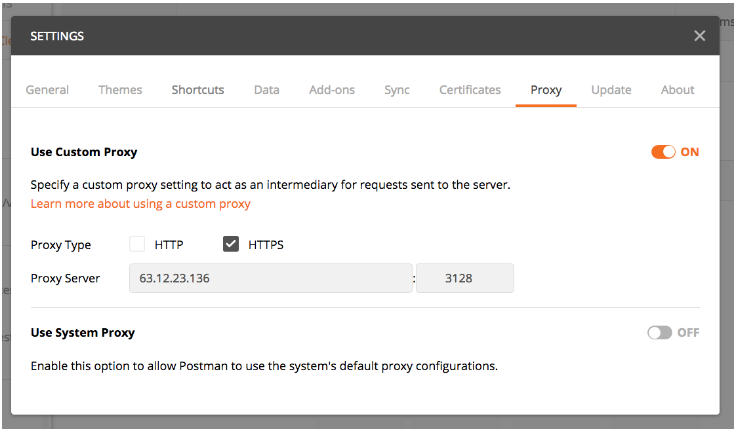 SETTINGS
General Themes Shortcuts Data Add-ons Sync Certificates Proxy Update About
Use Custom Proxy ON
Specify a custom proxy setting to act as an intermediary for requests sent to the server.
Learn more about using a custom proxy
Proxy Type HTTP HTTPS
Proxy Server 63.12.23.136 : 3128
Use System Proxy OFF
Enable this option to allow Postman to use the system's default proxy configurations.